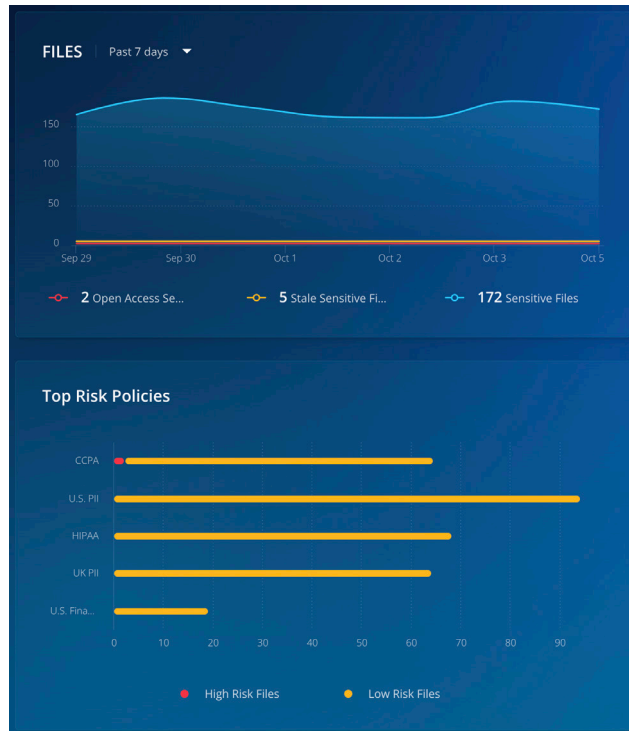 FILES Past 7 days
150
100
50
0
Sep 29 Sep 30 Oct 1 Oct 2 Oct 3 Oct 5
2 Open Access Se... 5 Stale Sensitive Fi... 172 Sensitive Files
Top Risk Policies
CCPA
U.S. PII
HIPAA
UK PII
U.S. Fina...
0 10 20 30 40 50 60 70 80 90
High Risk Files Low Risk Files